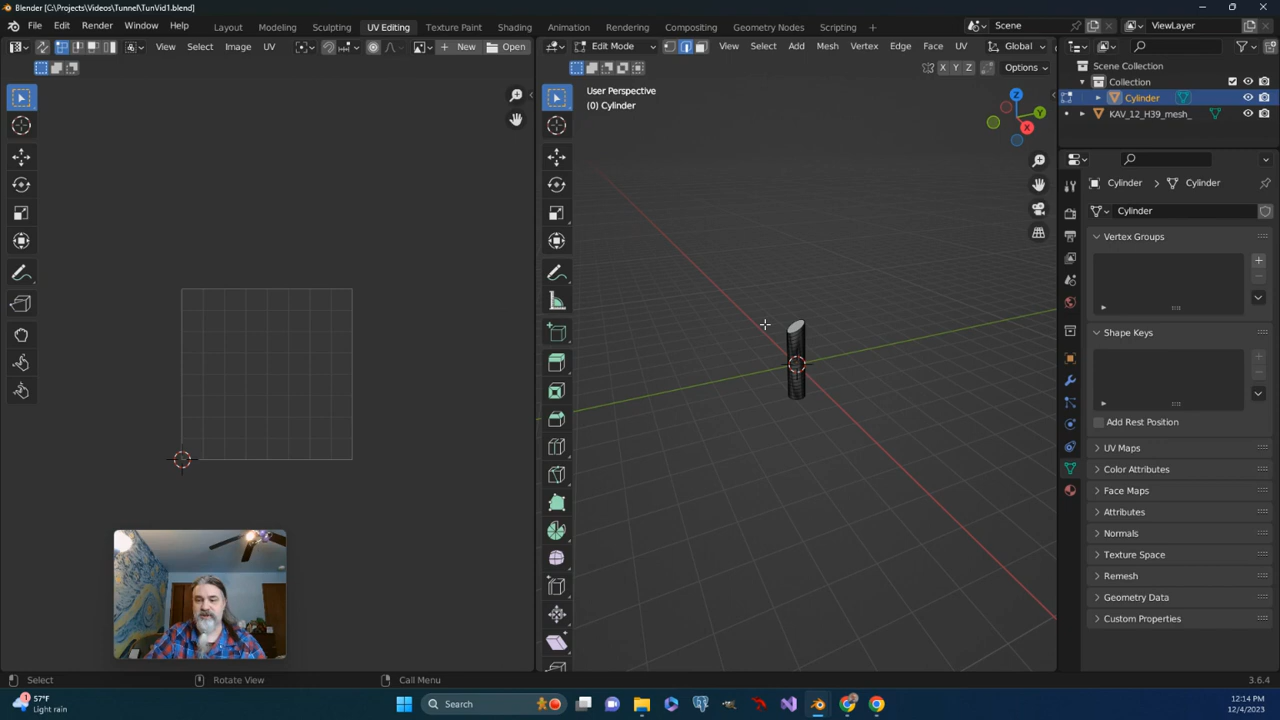 Blender [C:\Projects\Videos\Tunnel\TunVid1.blend]
File Edit Render Window Help Layout Modeling Sculpting UV Editing Texture Paint Shading Animation Rendering Compositing Geometry Nodes Scripting + Scene ViewLayer
View Select Image UV + New Open Edit Mode View Select Add Mesh Vertex Edge Face UV Global
X Y Z Options
Scene Collection
Collection
Cylinder
KAV_12_H39_mesh_
User Perspective
(0) Cylinder
Z
Y
X
Cylinder > Cylinder
Cylinder
Vertex Groups
Shape Keys
Add Rest Position
UV Maps
Color Attributes
Face Maps
Attributes
Normals
Texture Space
Remesh
Geometry Data
Custom Properties
Select Rotate View Call Menu 3.6.4
1
57°F
Light rain
Search
12:14 PM
12/4/2023